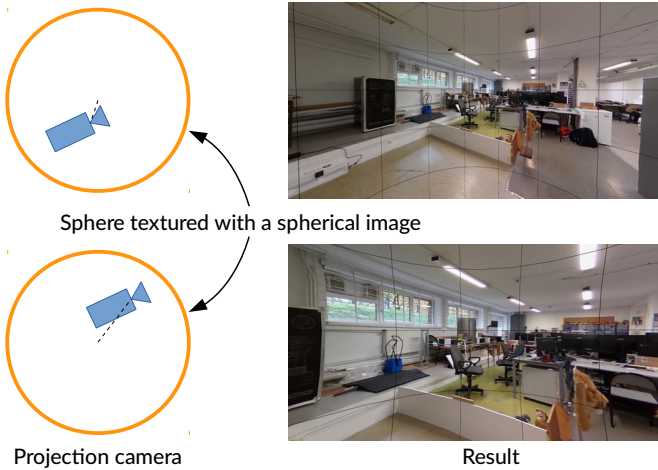 Sphere textured with a spherical image
Projection camera
Result